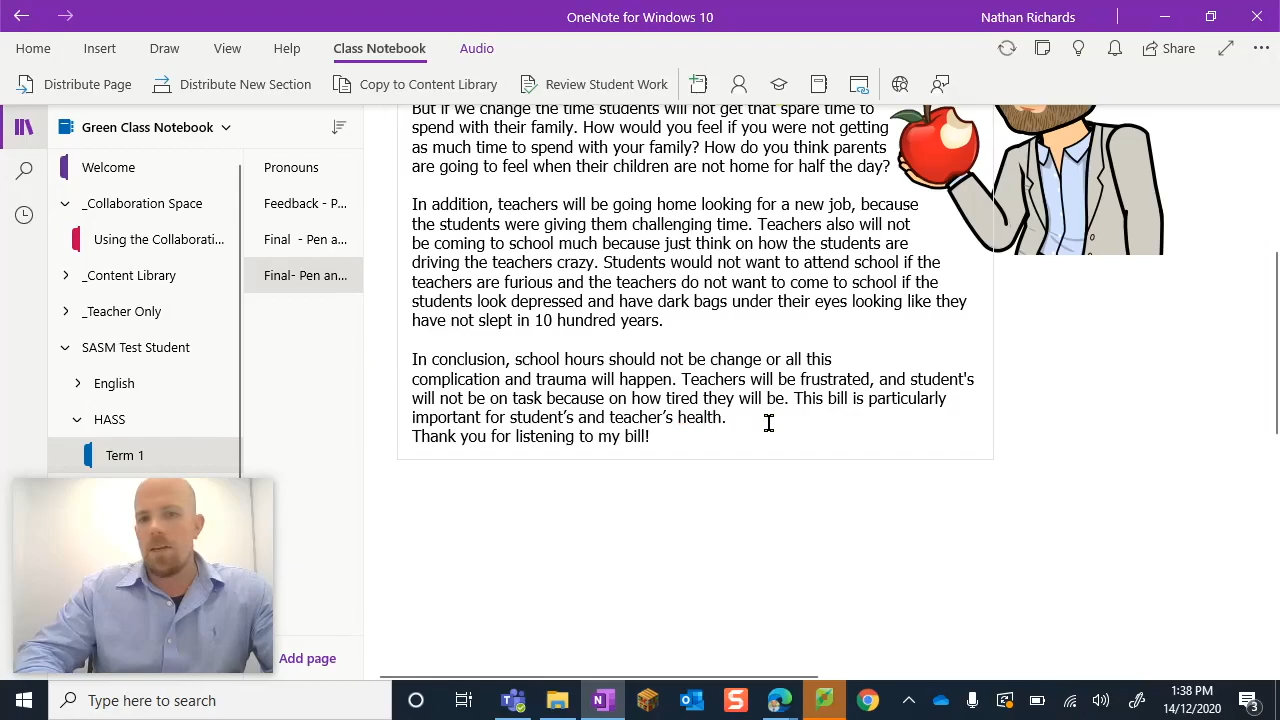 OneNote for Windows 10
Nathan Richards
Home
Insert
Draw
View
Help
Class Notebook
Audio
Share
Distribute Page
Distribute New Section
Copy to Content Library
Review Student Work
Green Class Notebook
Welcome
_Collaboration Space
Using the Collaborati...
_Content Library
_Teacher Only
SASM Test Student
English
HASS
Term 1
Pronouns
Feedback - P...
Final - Pen a...
Final- Pen an...
Add page
But if we change the time students will not get that spare time to
spend with their family. How would you feel if you were not getting
as much time to spend with your family? How do you think parents
are going to feel when their children are not home for half the day?
In addition, teachers will be going home looking for a new job, because
the students were giving them challenging time. Teachers also will not
be coming to school much because just think on how the students are
driving the teachers crazy. Students would not want to attend school if the
teachers are furious and the teachers do not want to come to school if the
students look depressed and have dark bags under their eyes looking like they
have not slept in 10 hundred years.
In conclusion, school hours should not be change or all this
complication and trauma will happen. Teachers will be frustrated, and student's
will not be on task because on how tired they will be. This bill is particularly
important for student’s and teacher’s health.
Thank you for listening to my bill!
Type here to search
1:38 PM
14/12/2020
3